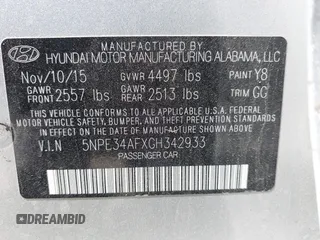 MANUFACTURED BY
HYUNDAI MOTOR MANUFACTURING ALABAMA, LLC
Nov/10/15 GVWR 4497 lbs PAINT Y8
GAWR FRONT 2557 lbs GAWR REAR 2513 lbs TRIM GG
THIS VEHICLE CONFORMS TO ALL APPLICABLE U.S. FEDERAL
MOTOR VEHICLE SAFETY, BUMPER, AND THEFT PREVENTION
STANDARDS IN EFFECT ON THE DATE OF MANUFACTURE SHOWN ABOVE.
V.I.N 5NPE34AFXGH342933
PASSENGER CAR
DREAMBID